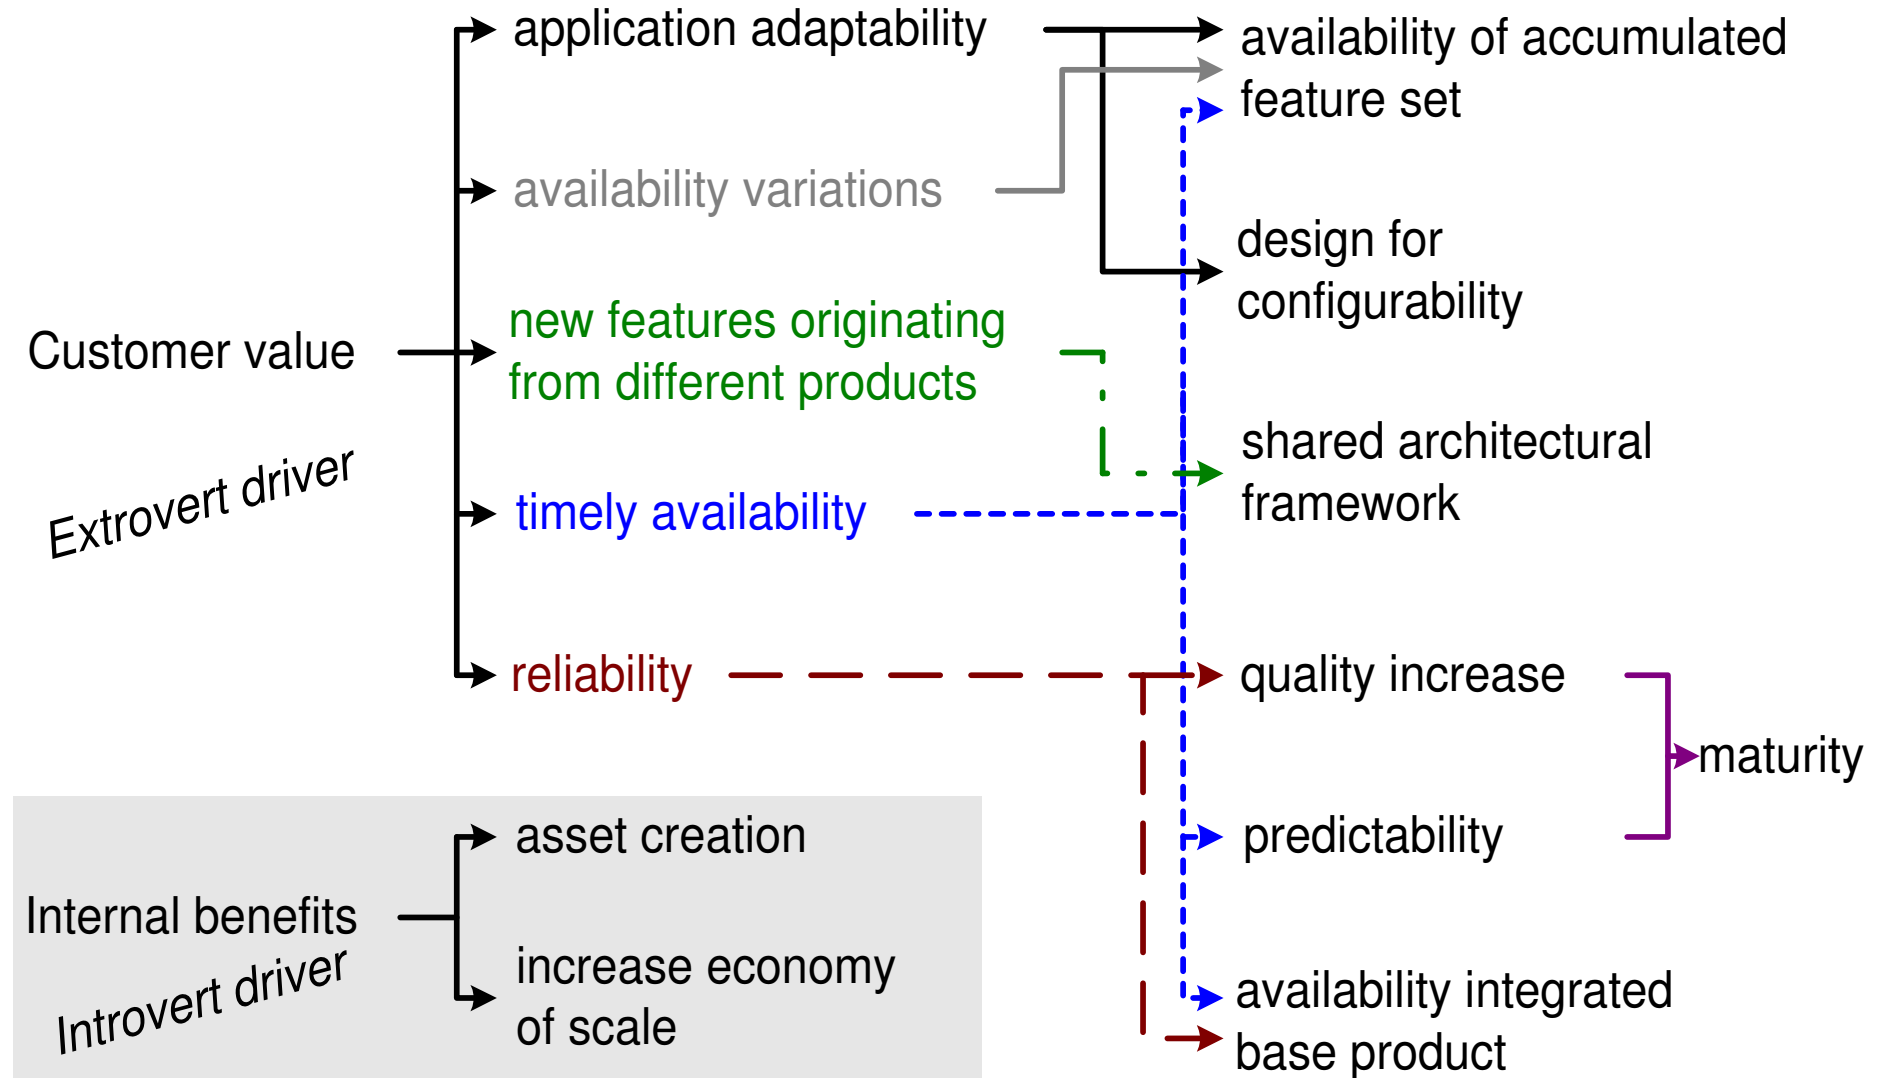 application adaptability
availability of accumulated
feature set
availability variations
design for
configurability
new features originating
from different products
Customer value
shared architectural
framework
Extrovert driver
timely availability
reliability
quality increase
maturity
asset creation
predictability
Internal benefits
Introvert driver
increase economy
of scale
availability integrated
base product